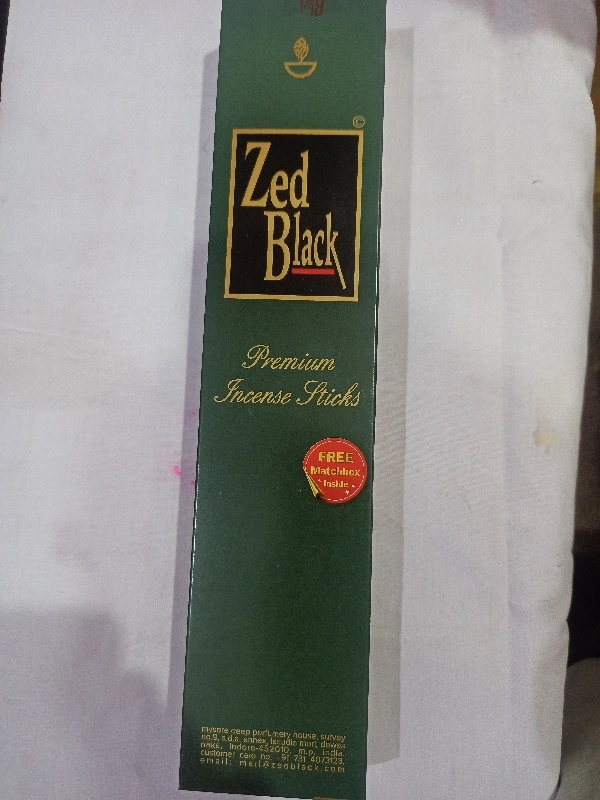 ©
Zed
Black
Premium
Incense Sticks
FREE
Matchbox
Inside
mysore deep perfumery house, survey
no.9, s.d.a. annex, lasudia mori, dewas
naka, indore-452010, m.p. india.
customer care no. +91 731 4073123,
email: mail@zedblack.com